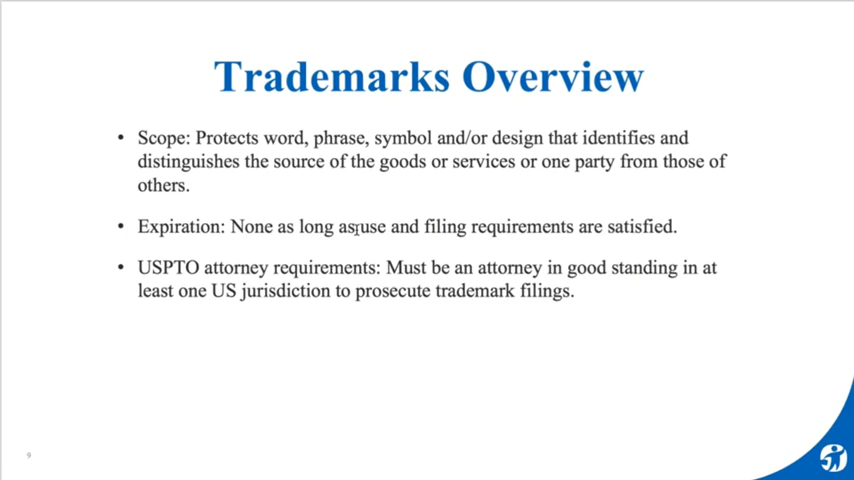 Trademarks Overview
• Scope: Protects word, phrase, symbol and/or design that identifies and
distinguishes the source of the goods or services or one party from those of
others.
• Expiration: None as long as use and filing requirements are satisfied.
• USPTO attorney requirements: Must be an attorney in good standing in at
least one US jurisdiction to prosecute trademark filings.
9